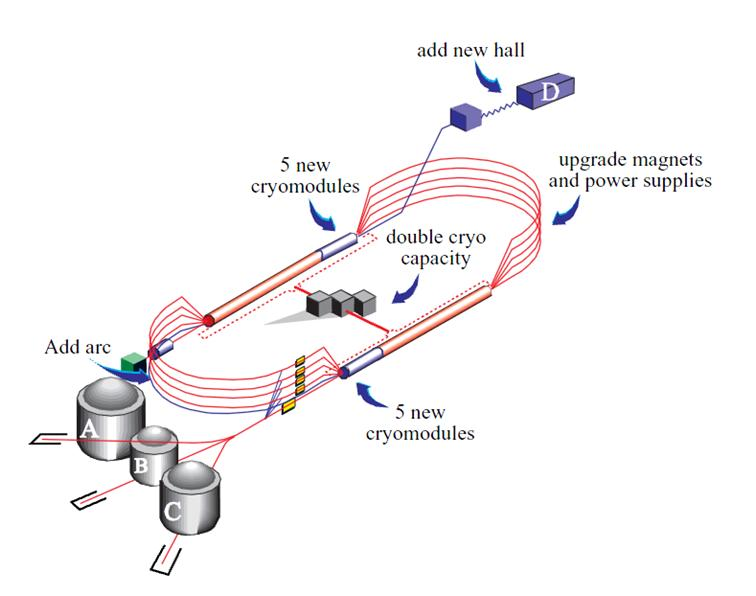 add new hall
D
5 new
cryomodules
upgrade magnets
and power supplies
double cryo
capacity
Add arc
A
B
C
5 new
cryomodules